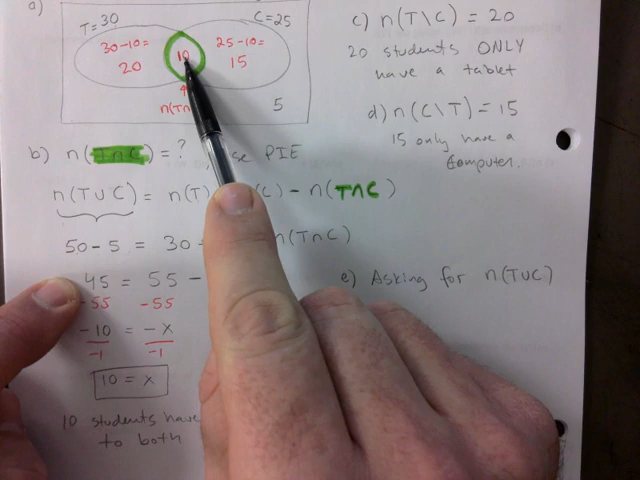 a)
T=30 C=25
30-10= 25-10=
20 10 15
n(T∩
5
b) n(T∩C) = ? use PIE
n(T∪C) = n(T) (C) - n(T∩C)
50-5 = 30 n(T∩C)
45 = 55 -
-55 -55
-10 = -x
-1 -1
10 = x
10 students have
to both
c) n(T\C) = 20
20 students ONLY
have a tablet
d) n(C\T) = 15
15 only have a
Computer.
e) Asking for n(T∪C)